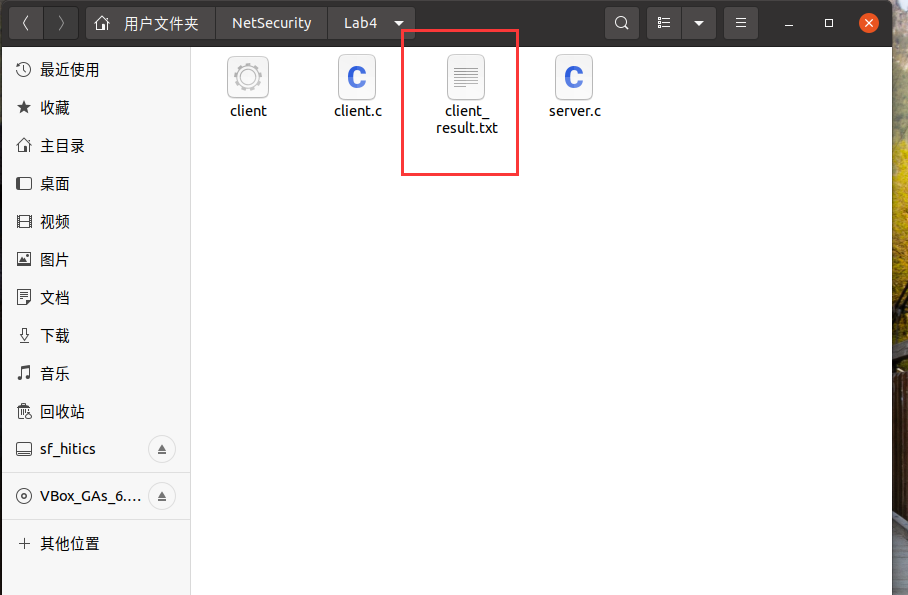 用户文件夹 NetSecurity Lab4
最近使用
收藏
主目录
桌面
视频
图片
文档
下载
音乐
回收站
sf_hitics
VBox_GAs_6....
其他位置
client
client.c
client_
result.txt
server.c